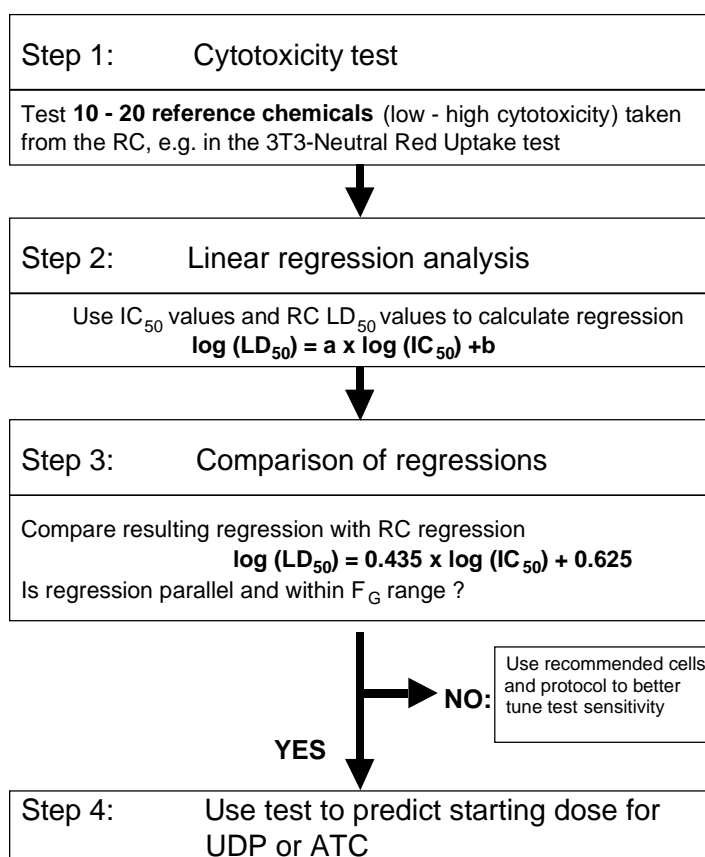 Step 1: Cytotoxicity test
Test 10 - 20 reference chemicals (low - high cytotoxicity) taken
from the RC, e.g. in the 3T3-Neutral Red Uptake test
Step 2: Linear regression analysis
Use IC50 values and RC LD50 values to calculate regression
log (LD50) = a x log (IC50) +b
Step 3: Comparison of regressions
Compare resulting regression with RC regression
log (LD50) = 0.435 x log (IC50) + 0.625
Is regression parallel and within FG range ?
Use recommended cells
and protocol to better
tune test sensitivity
NO:
YES
Step 4: Use test to predict starting dose for
UDP or ATC